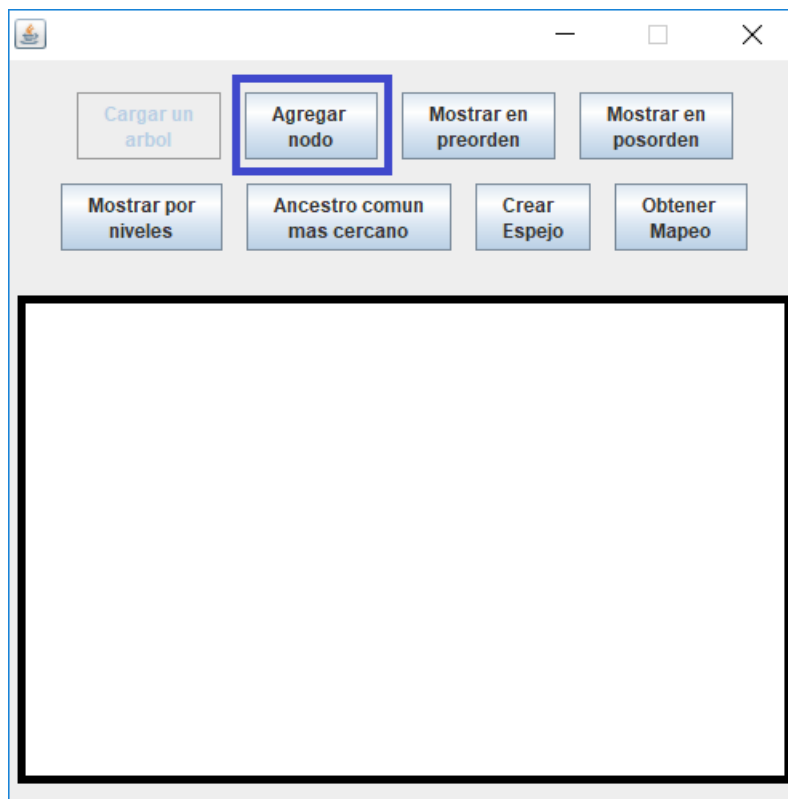 Cargar un
arbol
Agregar
nodo
Mostrar en
preorden
Mostrar en
posorden
Mostrar por
niveles
Ancestro comun
mas cercano
Crear
Espejo
Obtener
Mapeo